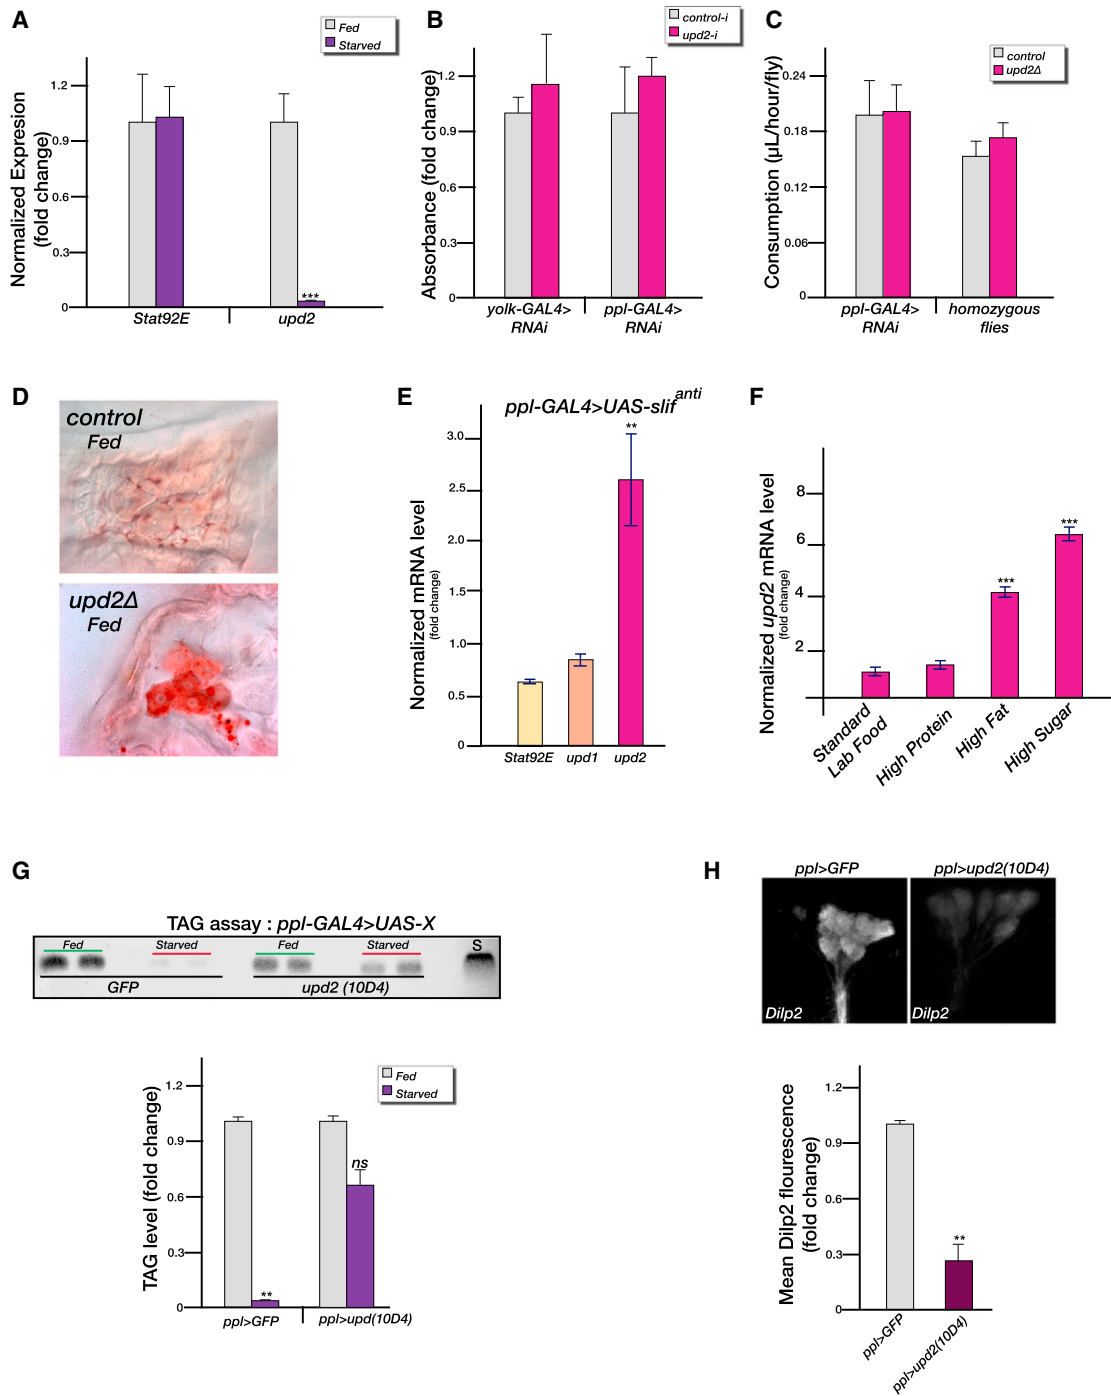 A
Fed
Starved
Normalized Expresion
(fold change)
1.2
0.9
0.6
0.3
0
***
Stat92E
upd2
B
control-i
upd2-i
Absorbance (fold change)
1.2
0.9
0.6
0.3
0
yolk-GAL4>
RNAi
ppl-GAL4>
RNAi
C
control
upd2Δ
Consumption (µL/hour/fly)
0.24
0.18
0.12
0.06
0
ppl-GAL4>
RNAi
homozygous
flies
D
control
Fed
upd2Δ
Fed
E
ppl-GAL4>UAS-slif anti
Normalized mRNA level
(fold change)
3.0
2.5
2.0
1.5
1.0
0.5
0
**
Stat92E
upd1
upd2
F
Normalized upd2 mRNA level
(fold change)
8
6
4
2
***
***
Standard
Lab Food
High Protein
High Fat
High Sugar
G
TAG assay : ppl-GAL4>UAS-X
Fed
Starved
Fed
Starved
S
GFP
upd2 (10D4)
Fed
Starved
TAG level (fold change)
1.2
0.9
0.6
0.3
0
**
ns
ppl>GFP
ppl>upd(10D4)
H
ppl>GFP
ppl>upd2(10D4)
Dilp2
Dilp2
Mean Dilp2 flourescence
(fold change)
1.2
0.9
0.6
0.3
0
**
ppl>GFP
ppl>upd2(10D4)